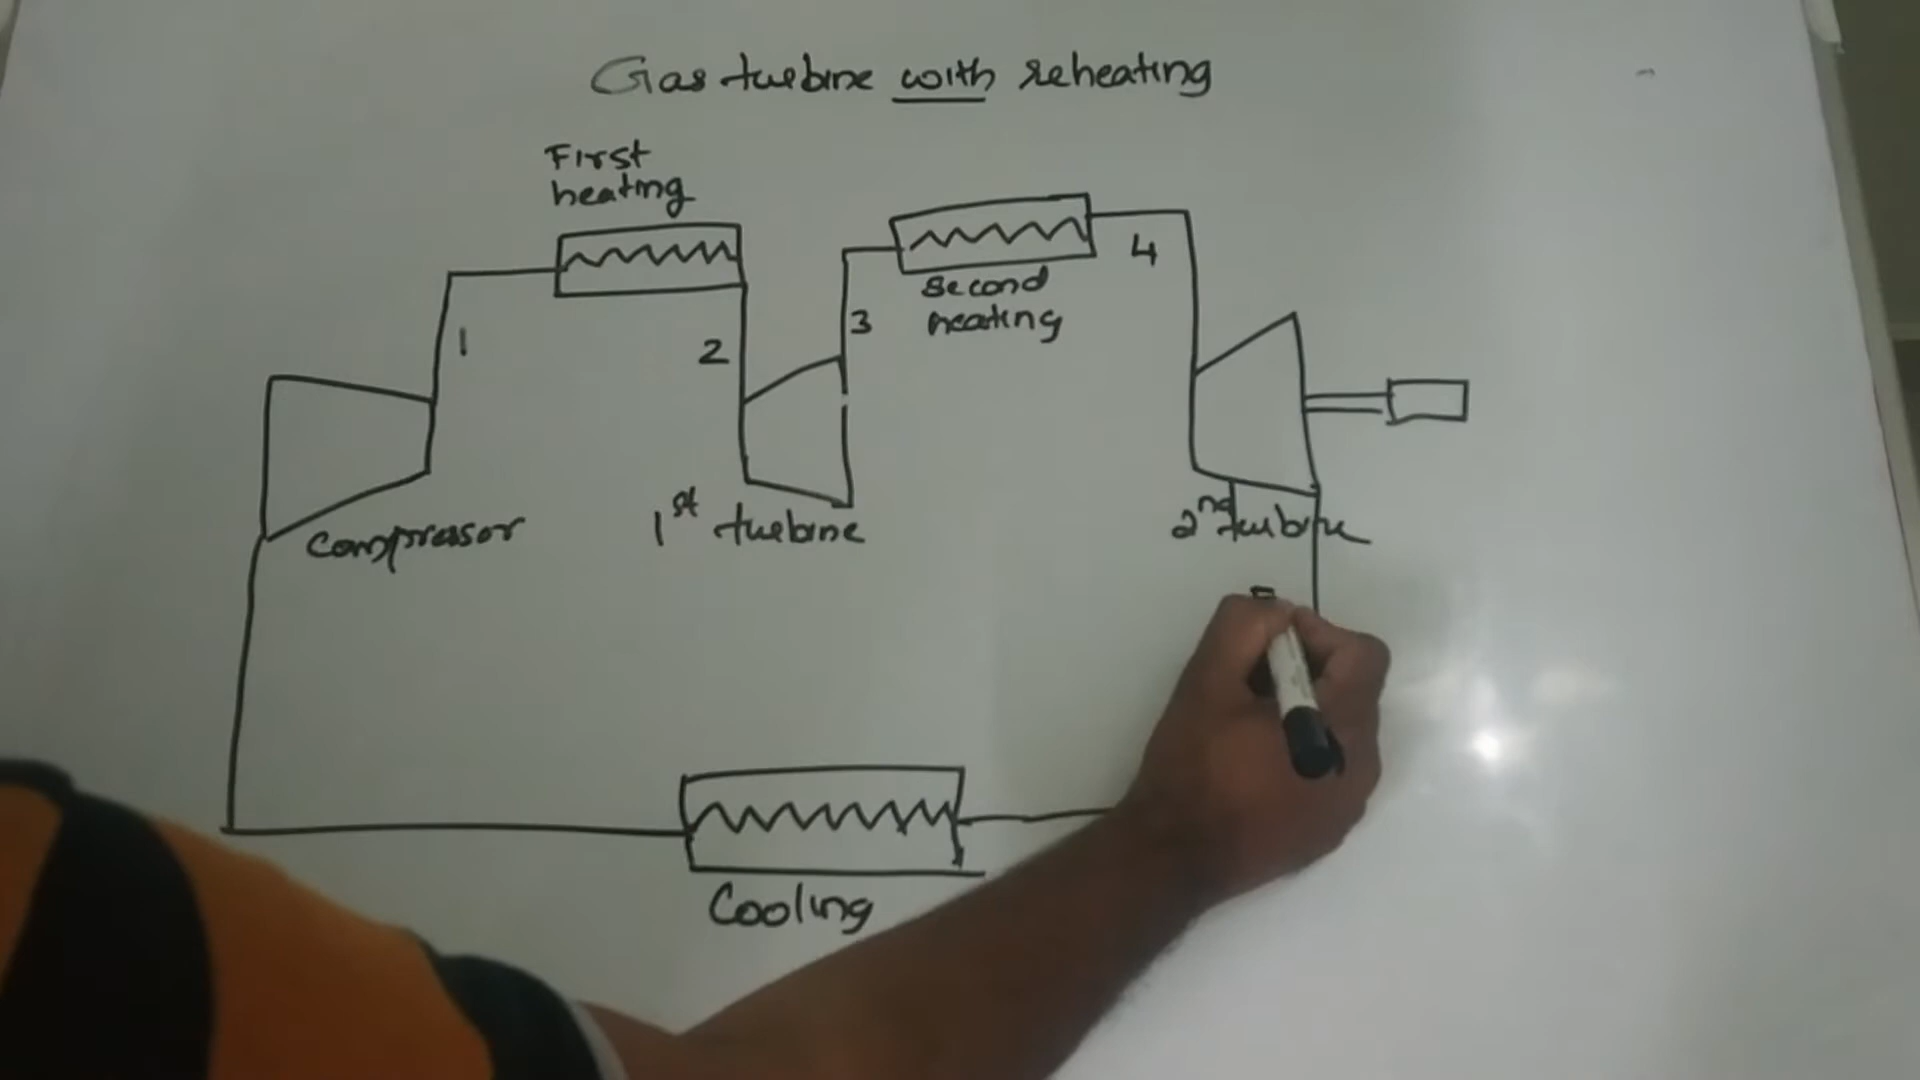 Gas turbine with reheating
First
heating
second
heating
1
2
3
4
compressor
1st turbine
2nd turbine
Cooling